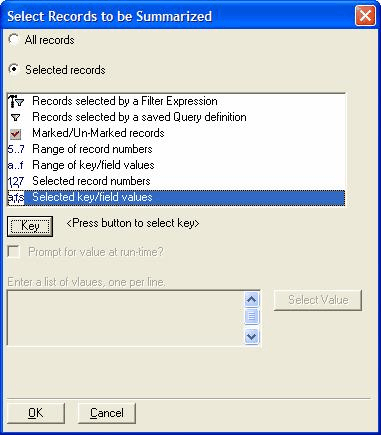 Select Records to be Summarized
All records
Selected records
Records selected by a Filter Expression
Records selected by a saved Query definition
Marked/Un-Marked records
5..7 Range of record numbers
a..f Range of key/field values
1,2,7 Selected record numbers
a,f,s Selected key/field values
Key <Press button to select key>
Prompt for value at run-time?
Enter a list of vlaues, one per line.
Select Value
OK Cancel